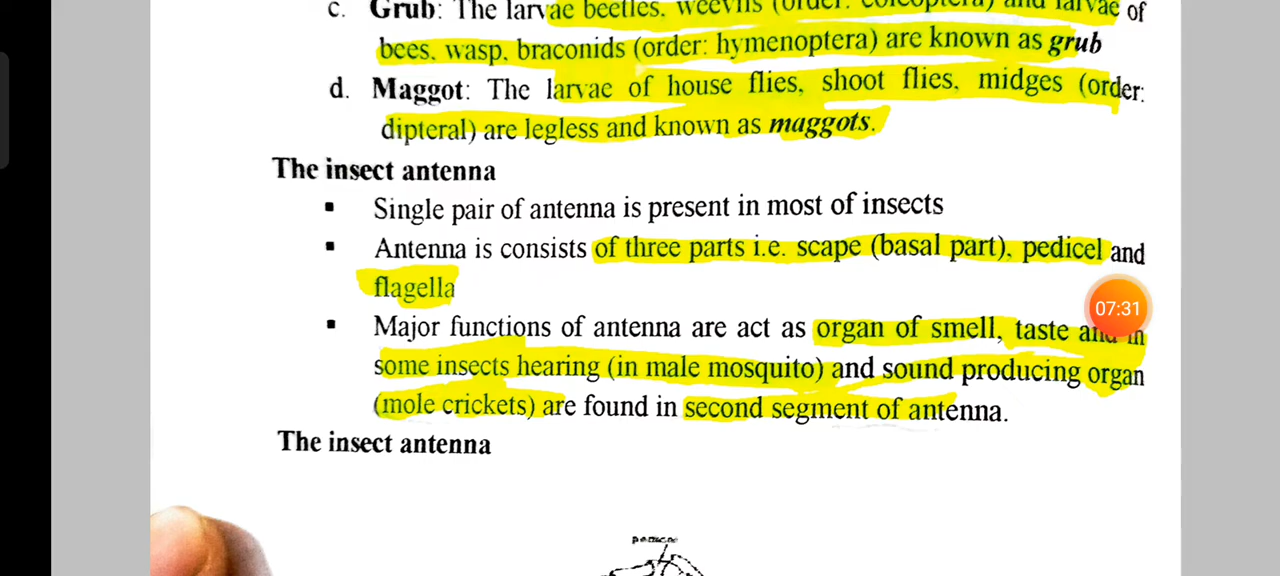 c. Grub: The larvae beetles, weevils (order: coleoptera) and larvae of
bees, wasp, braconids (order: hymenoptera) are known as grub
d. Maggot: The larvae of house flies, shoot flies, midges (order:
dipteral) are legless and known as maggots.
The insect antenna
▪ Single pair of antenna is present in most of insects
▪ Antenna is consists of three parts i.e. scape (basal part), pedicel and
flagella
07:31
▪ Major functions of antenna are act as organ of smell, taste and in
some insects hearing (in male mosquito) and sound producing organ
(mole crickets) are found in second segment of antenna.
The insect antenna